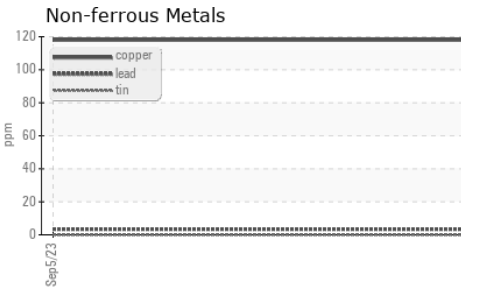 Non-ferrous Metals
120
copper
100
lead
tin
80
ppm
60
40
20
0
Sep5/23